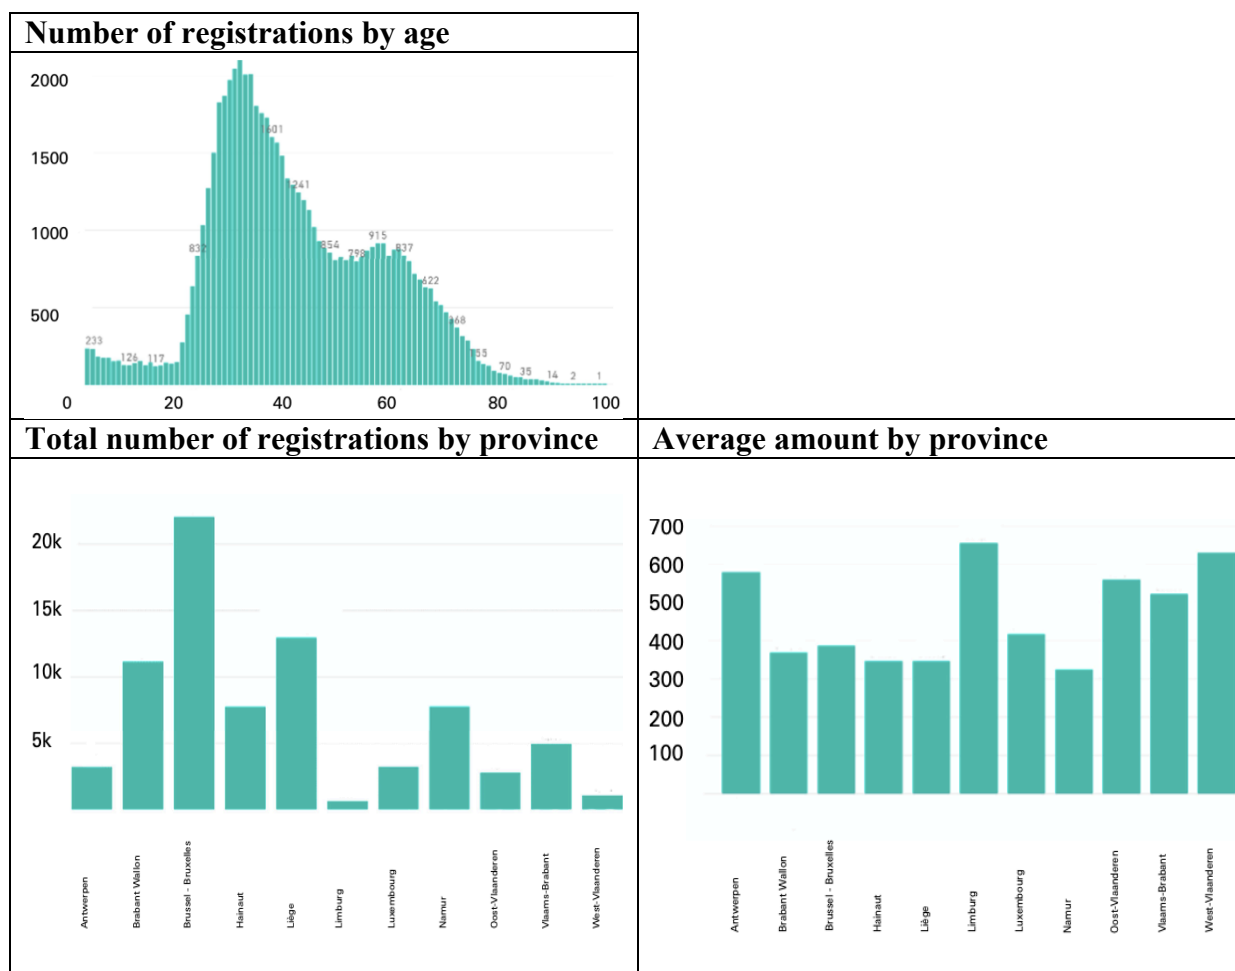 Number of registrations by age
2000
1500
1000
500
233
126
117
832
1601
1241
854
798
915
837
622
368
155
70
35
14
2
1
0 20 40 60 80 100
Total number of registrations by province
20k
15k
10k
5k
Antwerpen
Brabant Wallon
Brussel - Bruxelles
Hainaut
Liège
Limburg
Luxembourg
Namur
Oost-Vlaanderen
Vlaams-Brabant
West-Vlaanderen
Average amount by province
700
600
500
400
300
200
100
Antwerpen
Brabant Wallon
Brussel - Bruxelles
Hainaut
Liège
Limburg
Luxembourg
Namur
Oost-Vlaanderen
Vlaams-Brabant
West-Vlaanderen